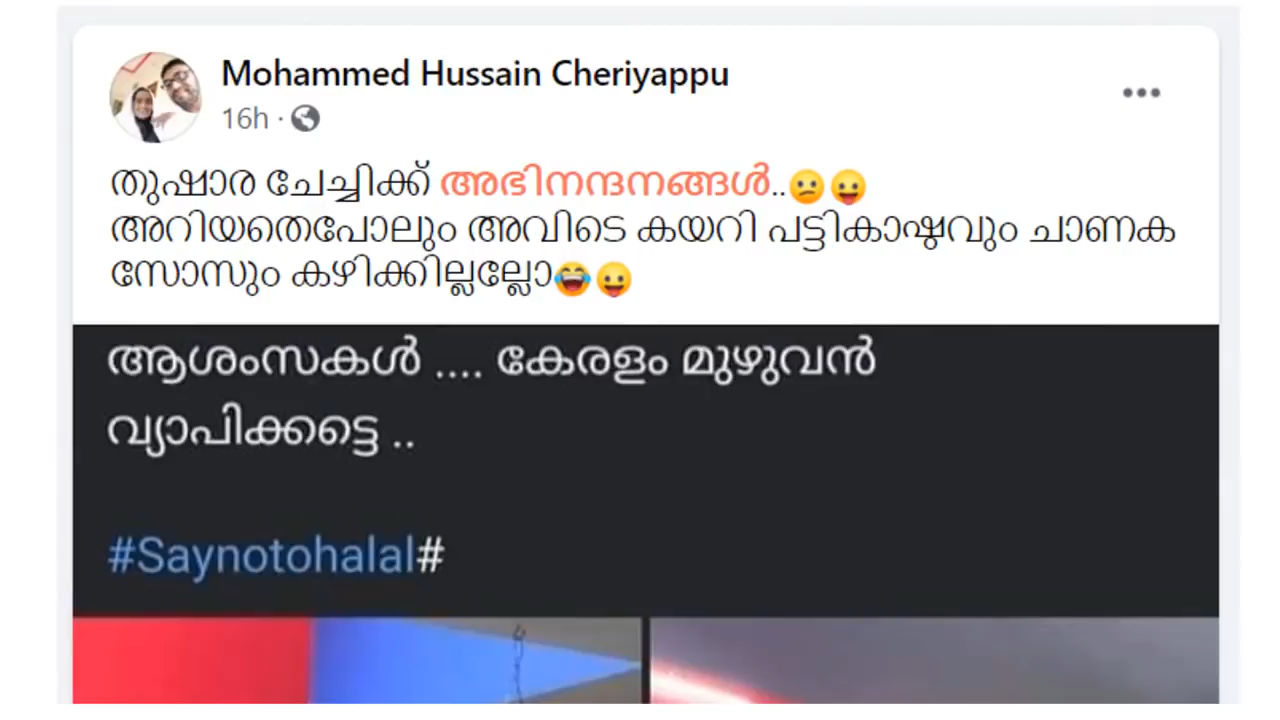 Mohammed Hussain Cheriyappu
16h ·
തുഷാര ചേച്ചിക്ക് അഭിനന്ദനങ്ങൾ..😕😛
അറിയതെപോലും അവിടെ കയറി പട്ടികാഷ്ടവും ചാണക
സോസും കഴിക്കില്ലല്ലോ😂😛
ആശംസകൾ .... കേരളം മുഴുവൻ
വ്യാപിക്കട്ടെ ..
#Saynotohalal#